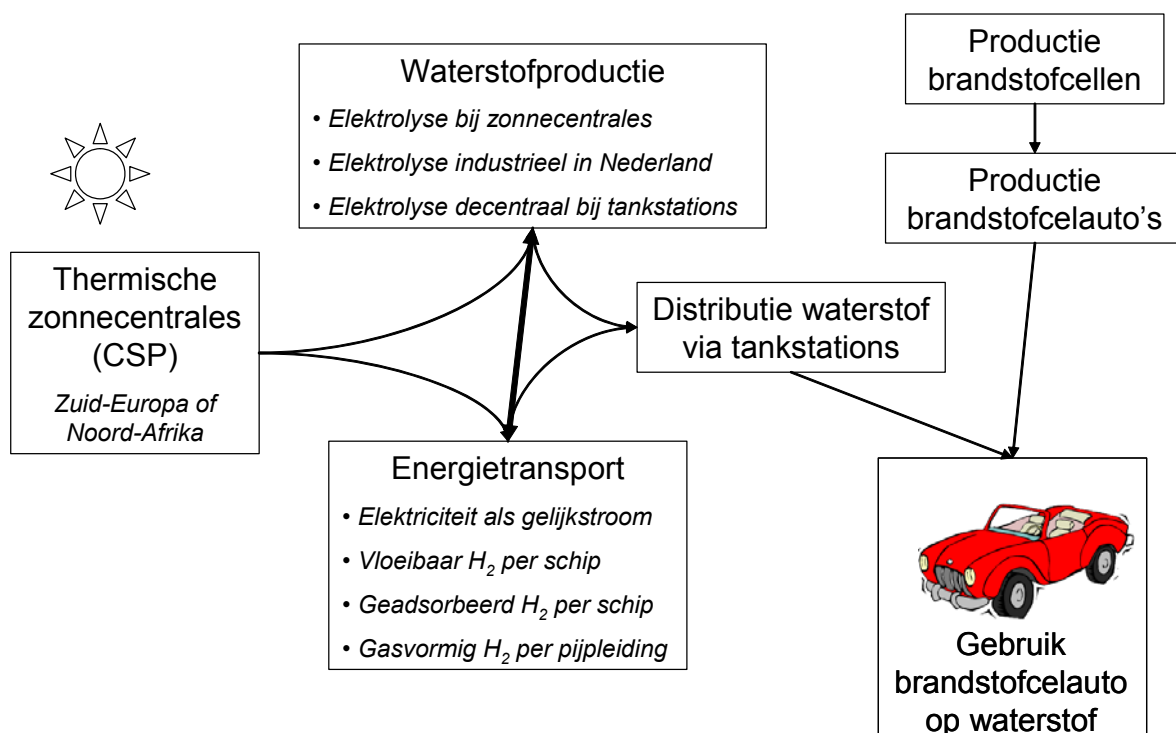 Waterstofproductie
• Elektrolyse bij zonnecentrales
• Elektrolyse industrieel in Nederland
• Elektrolyse decentraal bij tankstations
Productie
brandstofcellen
Productie
brandstofcelauto's
Thermische
zonnecentrales
(CSP)
Zuid-Europa of
Noord-Afrika
Distributie waterstof
via tankstations
Energietransport
• Elektriciteit als gelijkstroom
• Vloeibaar H₂ per schip
• Geadsorbeerd H₂ per schip
• Gasvormig H₂ per pijpleiding
Gebruik
brandstofcelauto
op waterstof